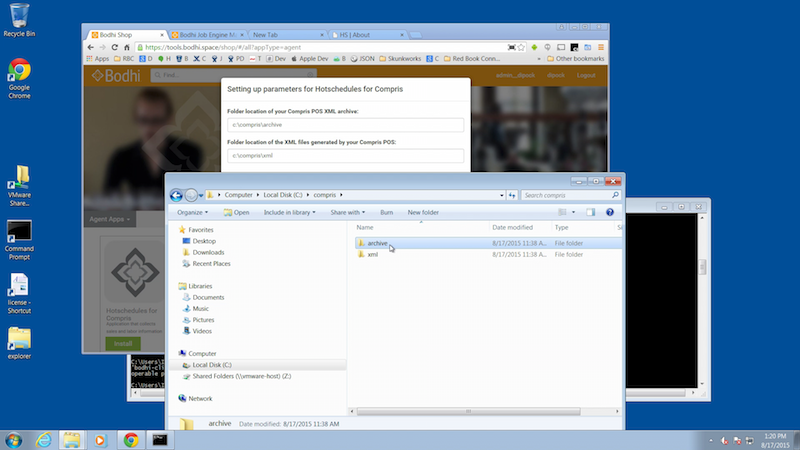 Recycle Bin
Google Chrome
VMware Share...
Command Prompt
license - Shortcut
explorer
Bodhi Shop
Bodhi Job Engine M
New Tab
HS | About
https://tools.bodhi.space/shop/#/all?appType=agent
Apps RBC D H B X C J PD T Dev Apple Dev B JSON Skunkworks C Red Book Conn... » Other bookmarks
Bodhi
Find...
admin__dipock dipock Logout
Setting up parameters for Hotschedules for Compris
Folder location of your Compris POS XML archive:
c:\compris\archive
Folder location of the XML files generated by your Compris POS:
c:\compris\xml
Agent Apps
Hotschedules for Compris
Install
Computer Local Disk (C:) compris
Search compris
Organize Open Include in library Share with Burn New folder
Name Date modified Type
archive 8/17/2015 11:38 A... File folder
xml 8/17/2015 11:38 A... File folder
Favorites
Desktop
Downloads
Recent Places
Libraries
Documents
Music
Pictures
Videos
Computer
Local Disk (C:)
Shared Folders (\\vmware-host) (Z:)
Network
archive Date modified: 8/17/2015 11:38 AM
C:\Users\I
'bodhi-cli
operable p
C:\Users\I
1:20 PM
8/17/2015